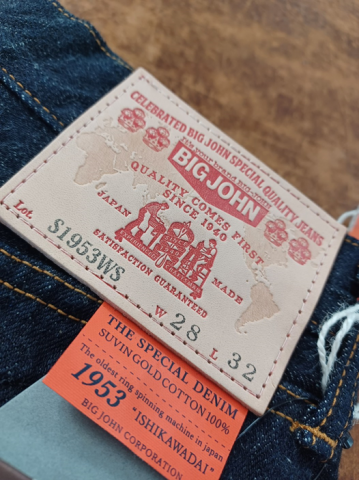 CELEBRATED BIG JOHN SPECIAL QUALITY JEANS
BIG JOHN
QUALITY COMES FIRST
SINCE 1940
JAPAN MADE
SATISFACTION GUARANTEED
Lot. S1953WS
W 28 L 32
THE SPECIAL DENIM
SUVIN GOLD COTTON 100%
The oldest ring spinning machine in japan
1953 "ISHIKAWADAI"
BIG JOHN CORPORATION